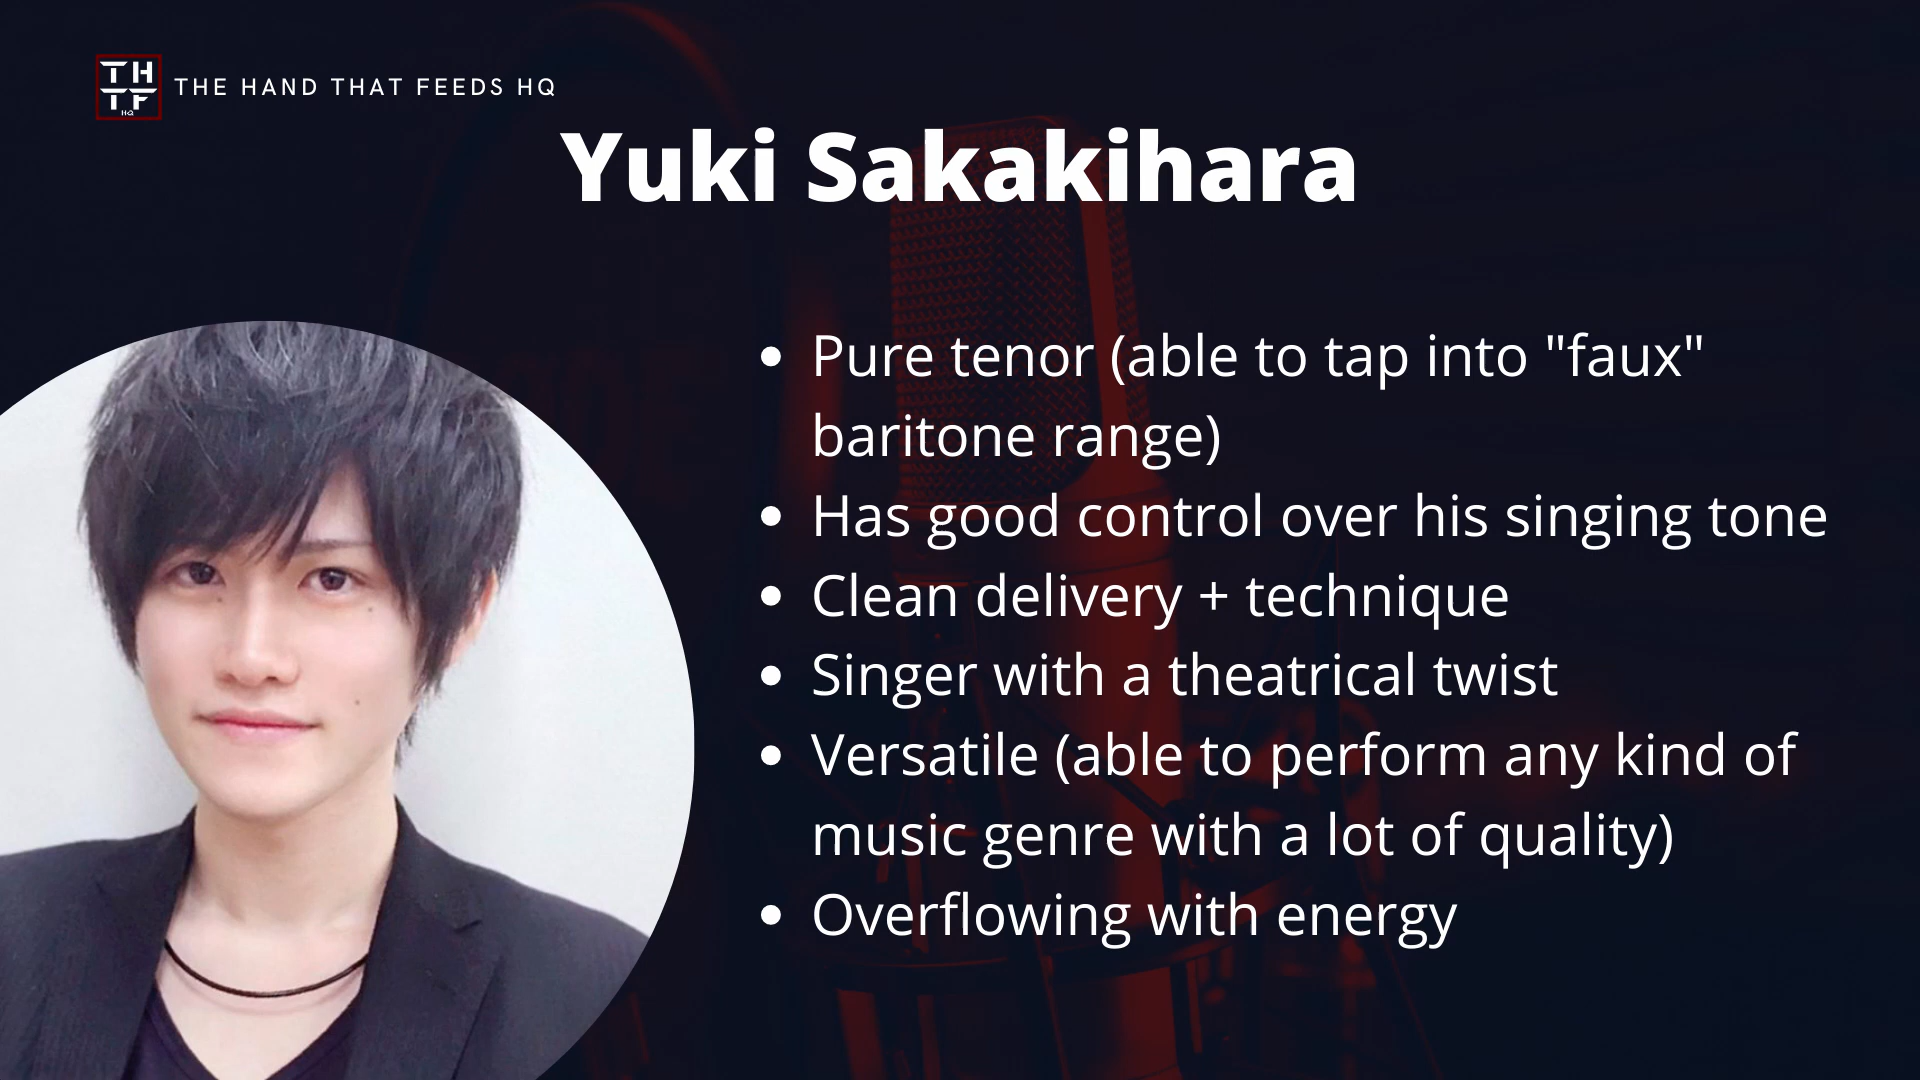 TH
TF
HQ
THE HAND THAT FEEDS HQ
Yuki Sakakihara
• Pure tenor (able to tap into "faux"
baritone range)
• Has good control over his singing tone
• Clean delivery + technique
• Singer with a theatrical twist
• Versatile (able to perform any kind of
music genre with a lot of quality)
• Overflowing with energy